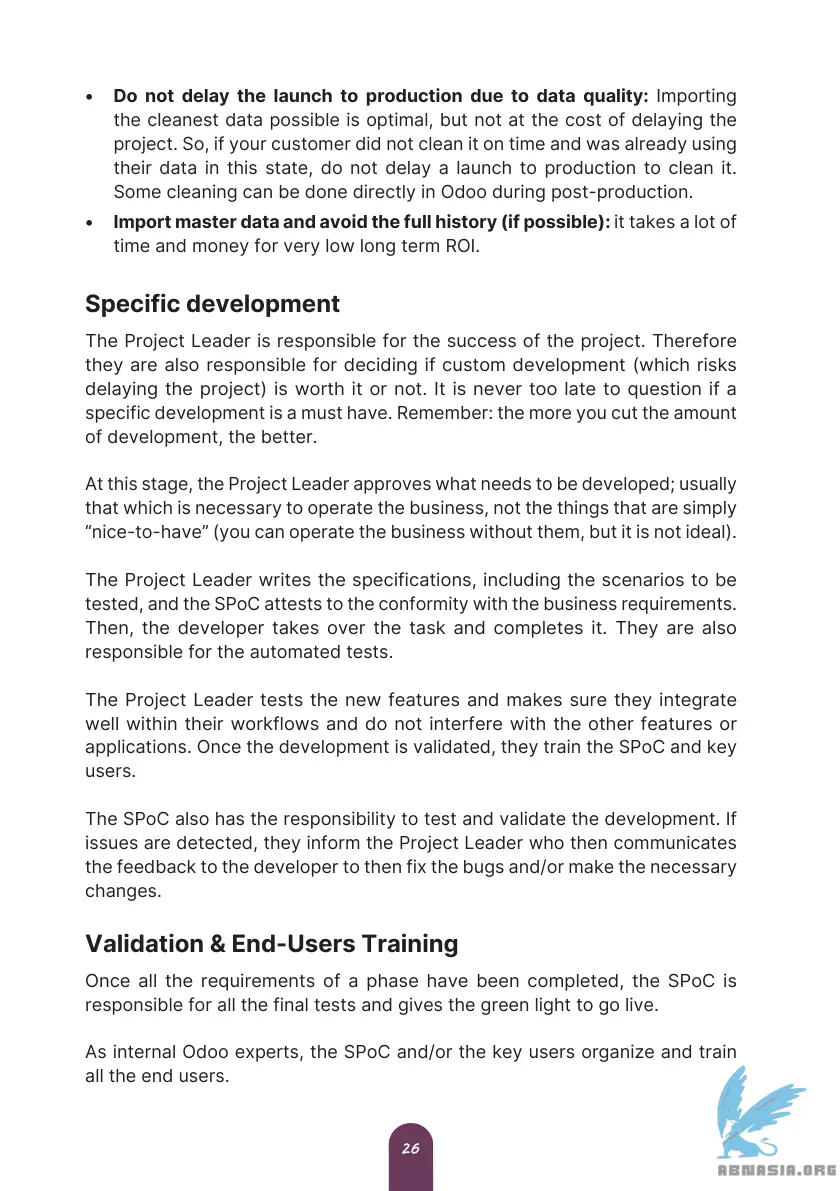 • Do not delay the launch to production due to data quality: Importing
the cleanest data possible is optimal, but not at the cost of delaying the
project. So, if your customer did not clean it on time and was already using
their data in this state, do not delay a launch to production to clean it.
Some cleaning can be done directly in Odoo during post-production.
• Import master data and avoid the full history (if possible): it takes a lot of
time and money for very low long term ROI.
Specific development
The Project Leader is responsible for the success of the project. Therefore
they are also responsible for deciding if custom development (which risks
delaying the project) is worth it or not. It is never too late to question if a
specific development is a must have. Remember: the more you cut the amount
of development, the better.
At this stage, the Project Leader approves what needs to be developed; usually
that which is necessary to operate the business, not the things that are simply
“nice-to-have” (you can operate the business without them, but it is not ideal).
The Project Leader writes the specifications, including the scenarios to be
tested, and the SPoC attests to the conformity with the business requirements.
Then, the developer takes over the task and completes it. They are also
responsible for the automated tests.
The Project Leader tests the new features and makes sure they integrate
well within their workflows and do not interfere with the other features or
applications. Once the development is validated, they train the SPoC and key
users.
The SPoC also has the responsibility to test and validate the development. If
issues are detected, they inform the Project Leader who then communicates
the feedback to the developer to then fix the bugs and/or make the necessary
changes.
Validation & End-Users Training
Once all the requirements of a phase have been completed, the SPoC is
responsible for all the final tests and gives the green light to go live.
As internal Odoo experts, the SPoC and/or the key users organize and train
all the end users.
26
ABNASIA.ORG